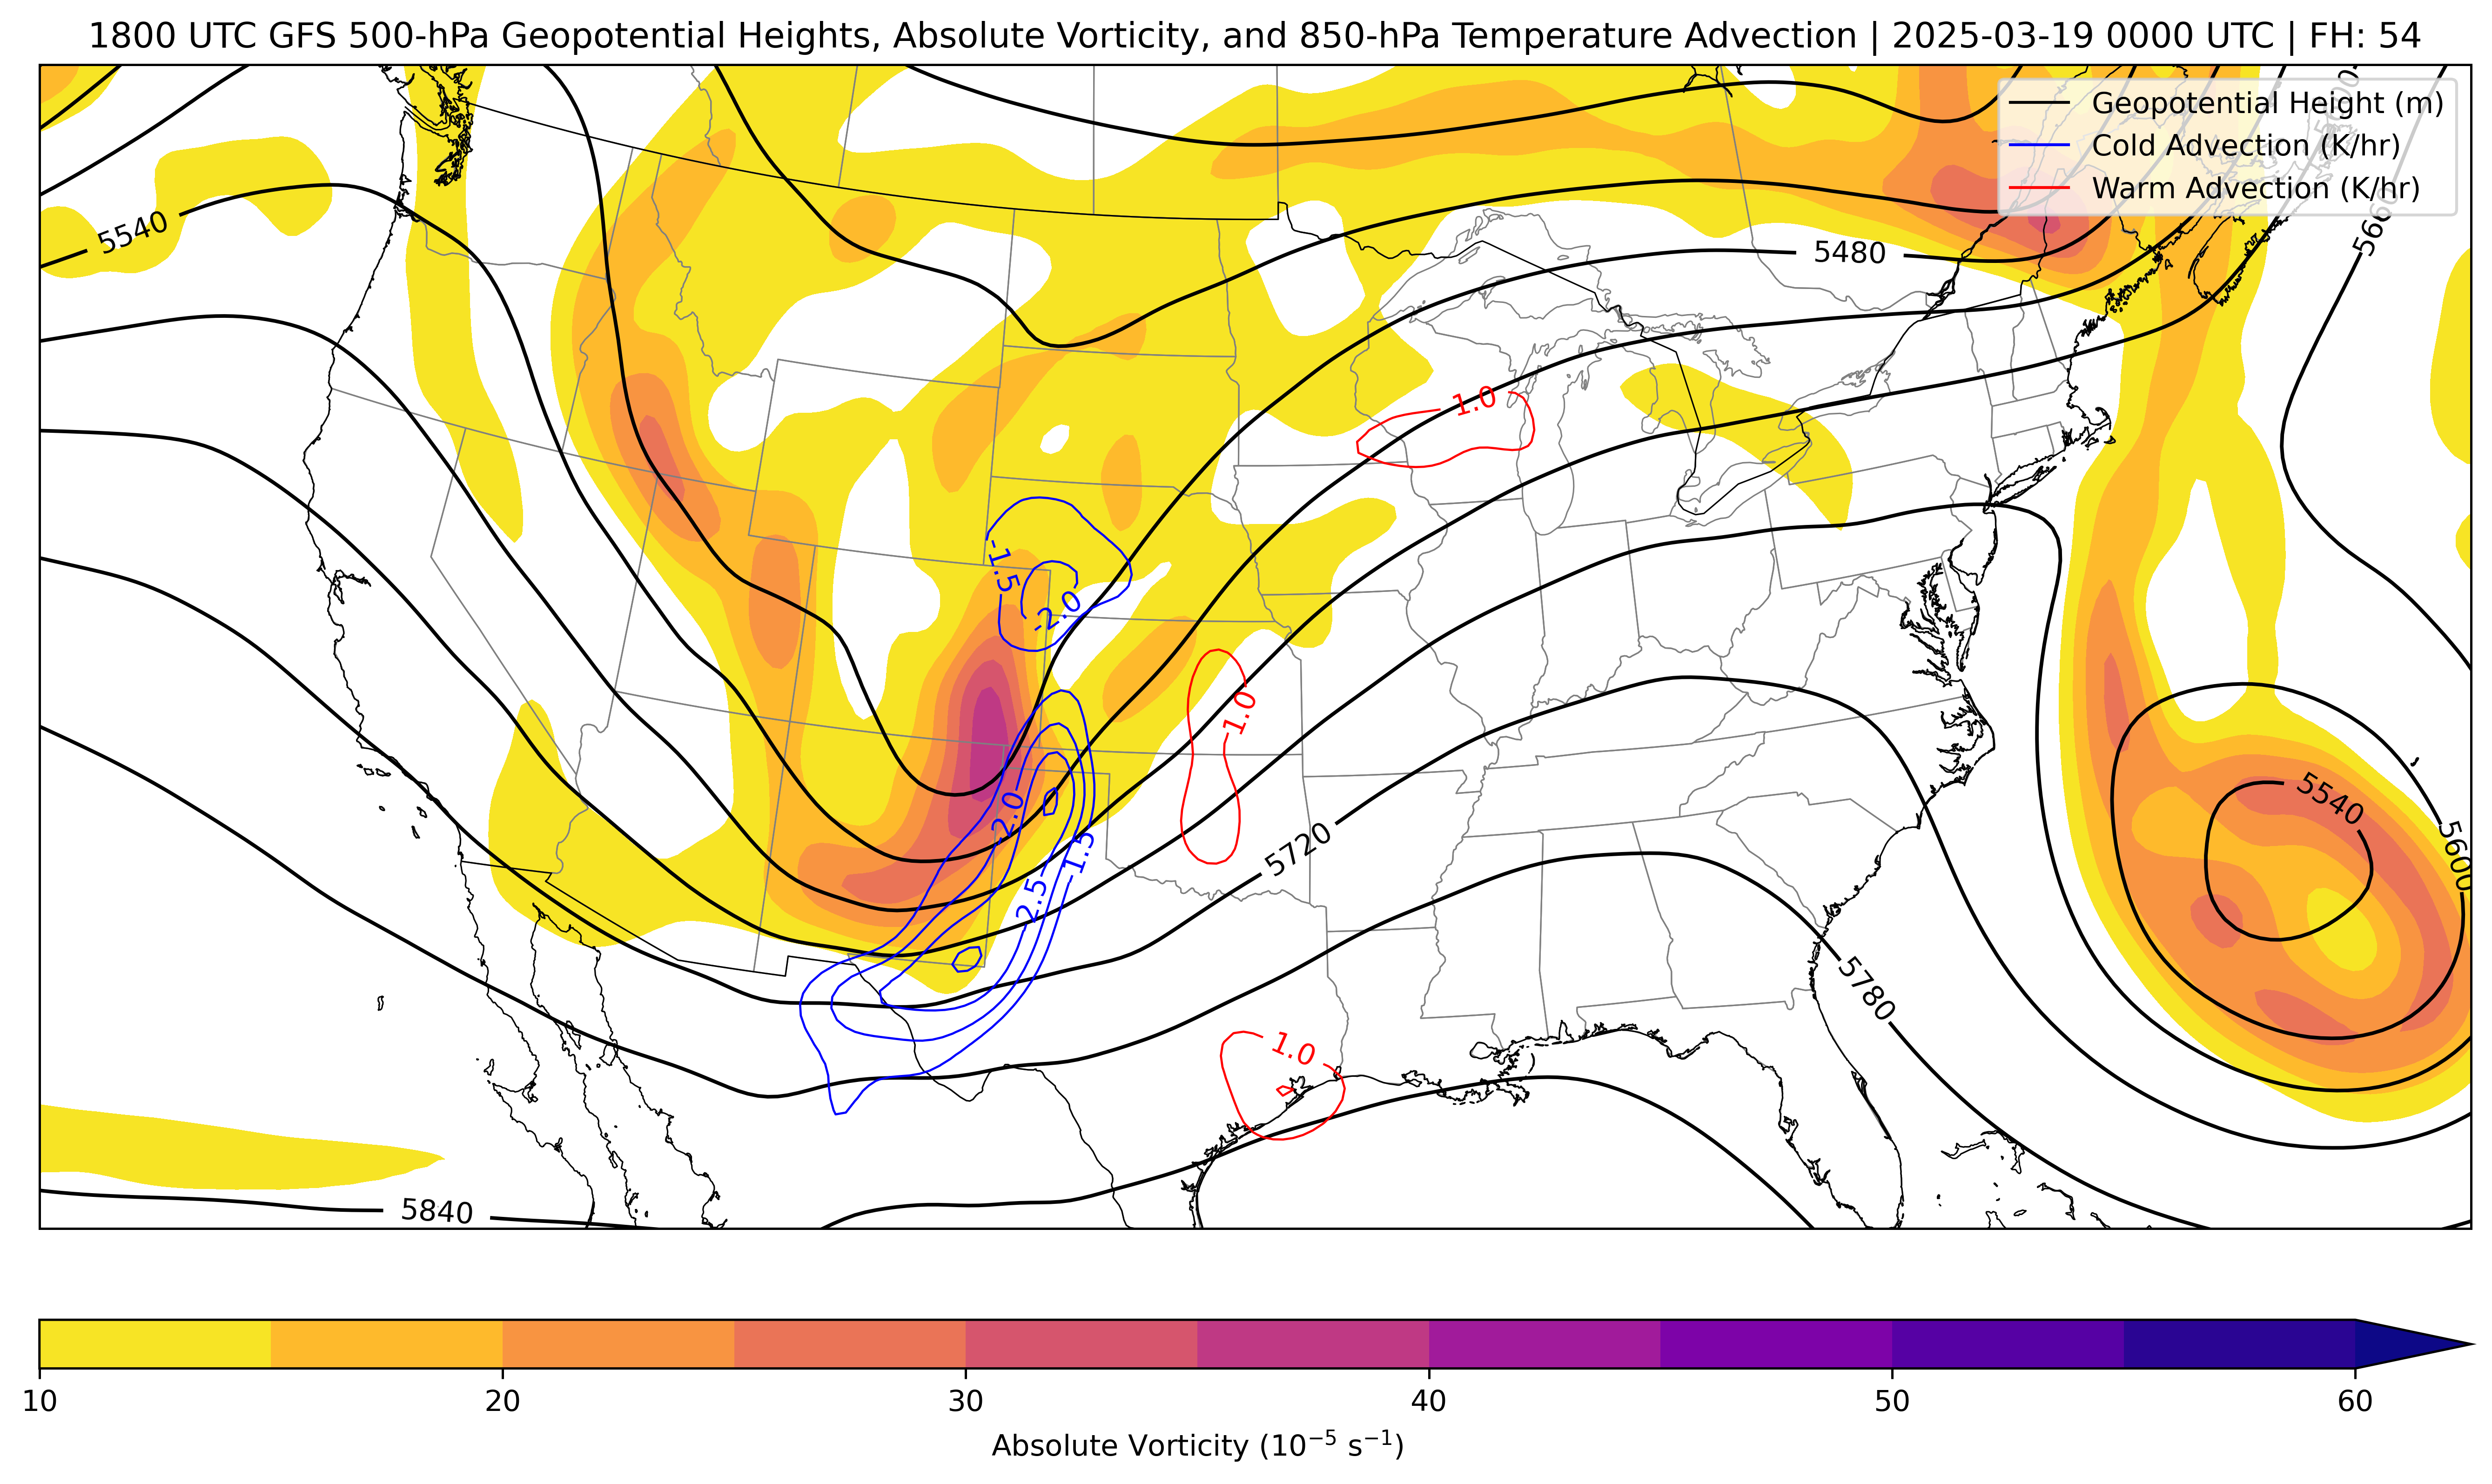 1800 UTC GFS 500-hPa Geopotential Heights, Absolute Vorticity, and 850-hPa Temperature Advection | 2025-03-19 0000 UTC | FH: 54
Geopotential Height (m)
Cold Advection (K/hr)
Warm Advection (K/hr)
5540
5480
5660
1.0
-1.5
-2.0
1.0
-2.0
-1.5
-2.5
5720
5540
5600
5780
1.0
5840
10 20 30 40 50 60
Absolute Vorticity (10⁻⁵ s⁻¹)